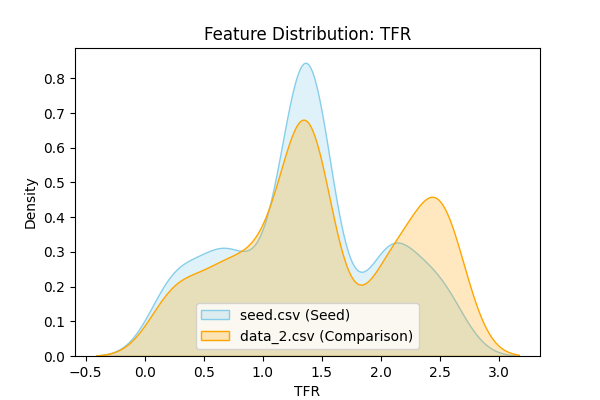 Feature Distribution: TFR
Density
0.8
0.7
0.6
0.5
0.4
0.3
0.2
0.1
0.0
seed.csv (Seed)
data_2.csv (Comparison)
−0.5 0.0 0.5 1.0 1.5 2.0 2.5 3.0
TFR